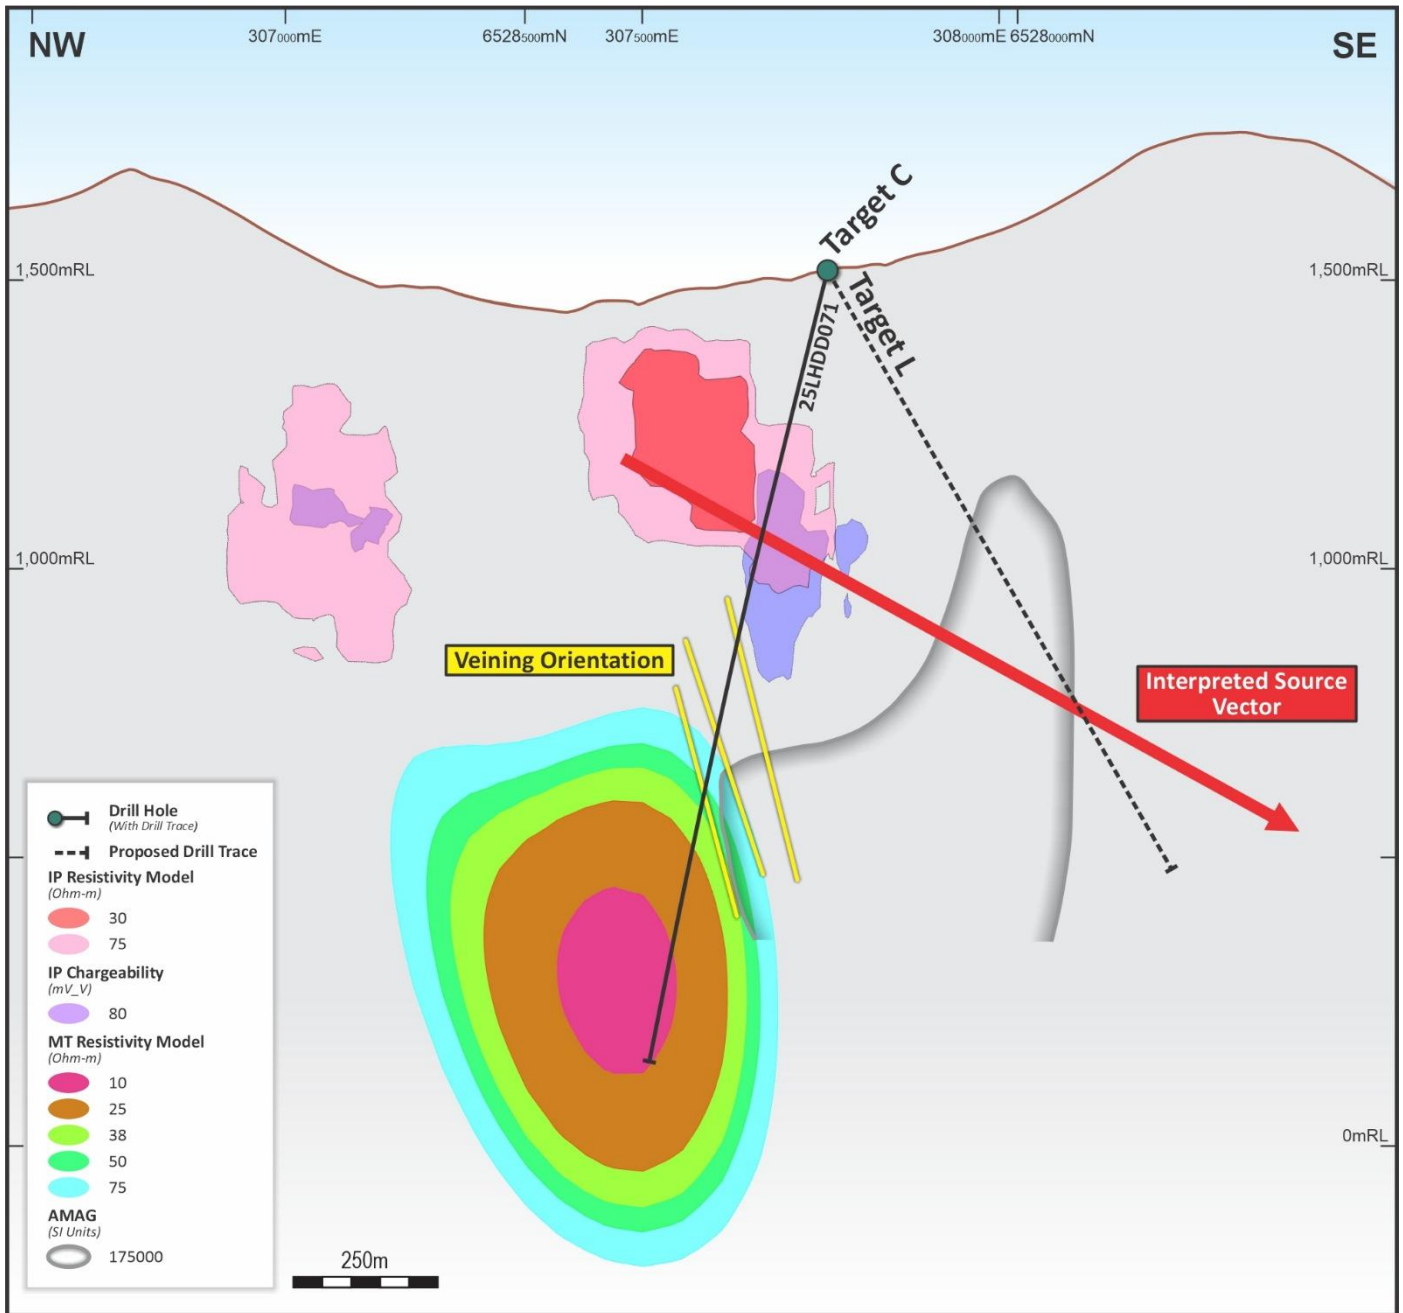 NW
307000mE
6528500mN
307500mE
308000mE
6528000mN
SE
Target C
1,500mRL
1,500mRL
Target L
25LHDD071
1,000mRL
1,000mRL
Veining Orientation
Interpreted Source
Vector
0mRL
Drill Hole
(With Drill Trace)
Proposed Drill Trace
IP Resistivity Model
(Ohm-m)
30
75
IP Chargeability
(mV_V)
80
MT Resistivity Model
(Ohm-m)
10
25
38
50
75
AMAG
(SI Units)
175000
250m